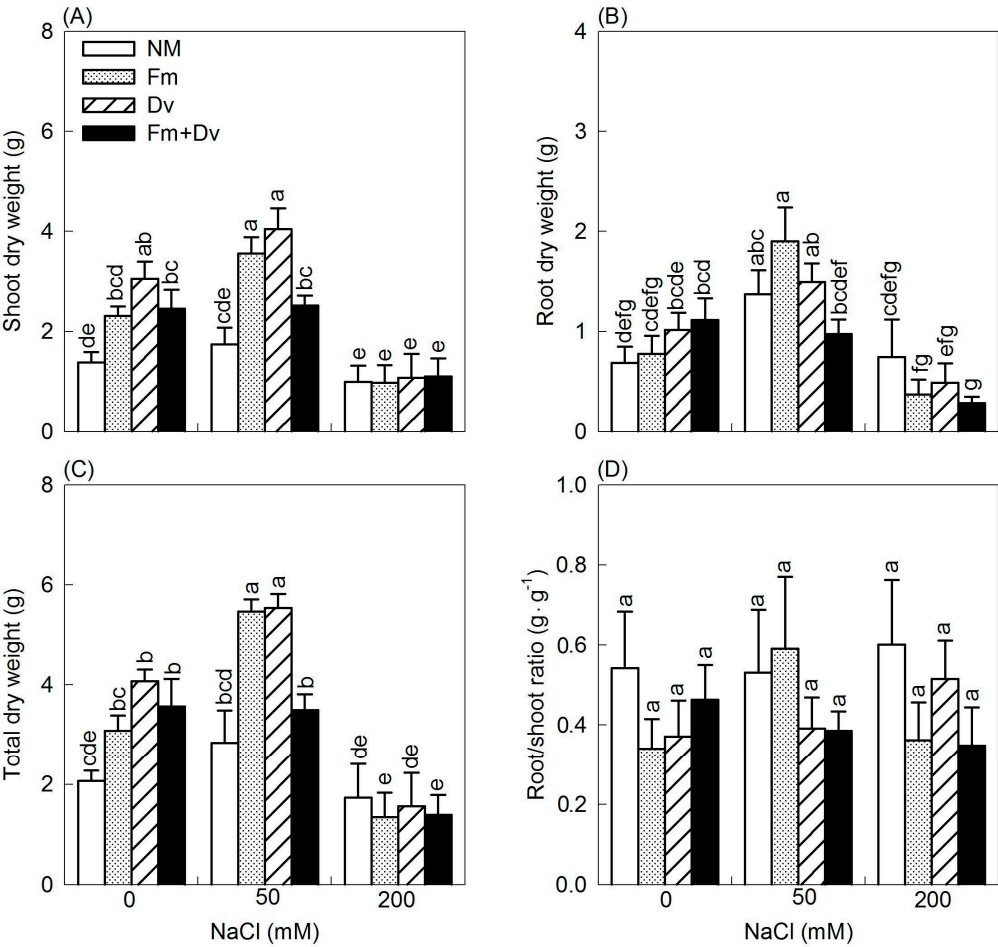 (A)
8
6
4
2
0
Shoot dry weight (g)
NM
Fm
Dv
Fm+Dv
de
bcd
ab
bc
cde
a
a
bc
e
e
e
e
(B)
4
3
2
1
0
Root dry weight (g)
defg
cdefg
bcde
bcd
abc
a
ab
bcdef
cdefg
fg
efg
g
(C)
8
6
4
2
0
Total dry weight (g)
cde
bc
b
b
bcd
a
a
b
de
e
de
e
0
50
200
NaCl (mM)
(D)
1.0
0.8
0.6
0.4
0.2
0.0
Root/shoot ratio (g·g⁻¹)
a
a
a
a
a
a
a
a
a
a
a
a
0
50
200
NaCl (mM)